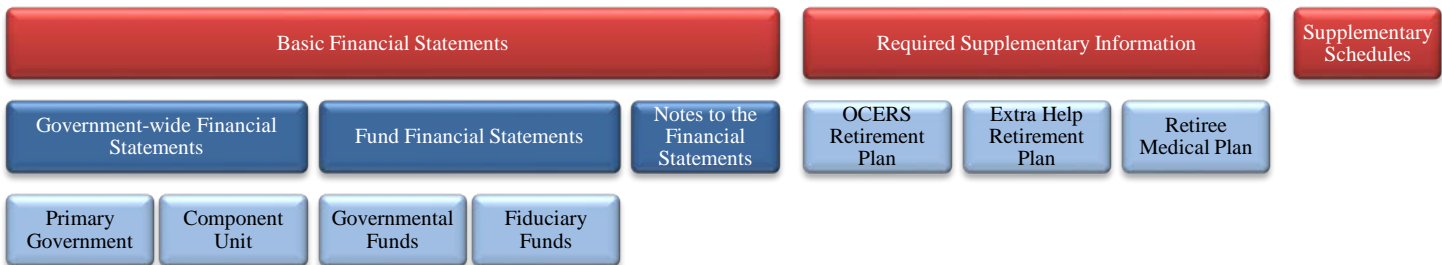 Basic Financial Statements
Required Supplementary Information
Supplementary
Schedules
Government-wide Financial
Statements
Fund Financial Statements
Notes to the
Financial
Statements
OCERS
Retirement
Plan
Extra Help
Retirement
Plan
Retiree
Medical Plan
Primary
Government
Component
Unit
Governmental
Funds
Fiduciary
Funds